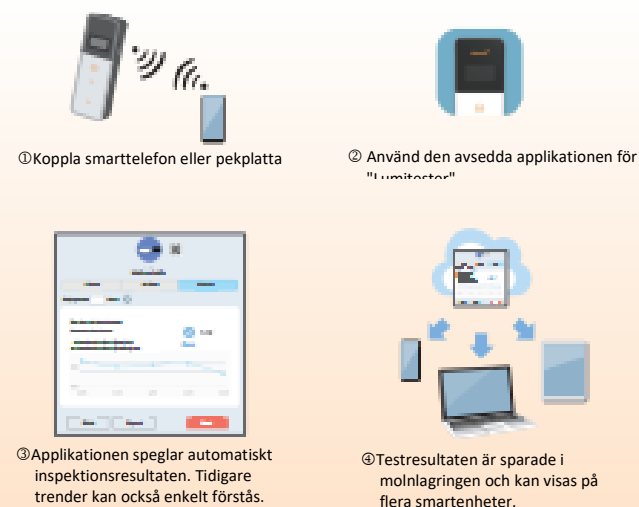 ①Koppla smarttelefon eller pekplatta
② Använd den avsedda applikationen för
"Lumitester"
③Applikationen speglar automatiskt
inspektionsresultaten. Tidigare
trender kan också enkelt förstås.
④Testresultaten är sparade i
molnlagringen och kan visas på
flera smartenheter.